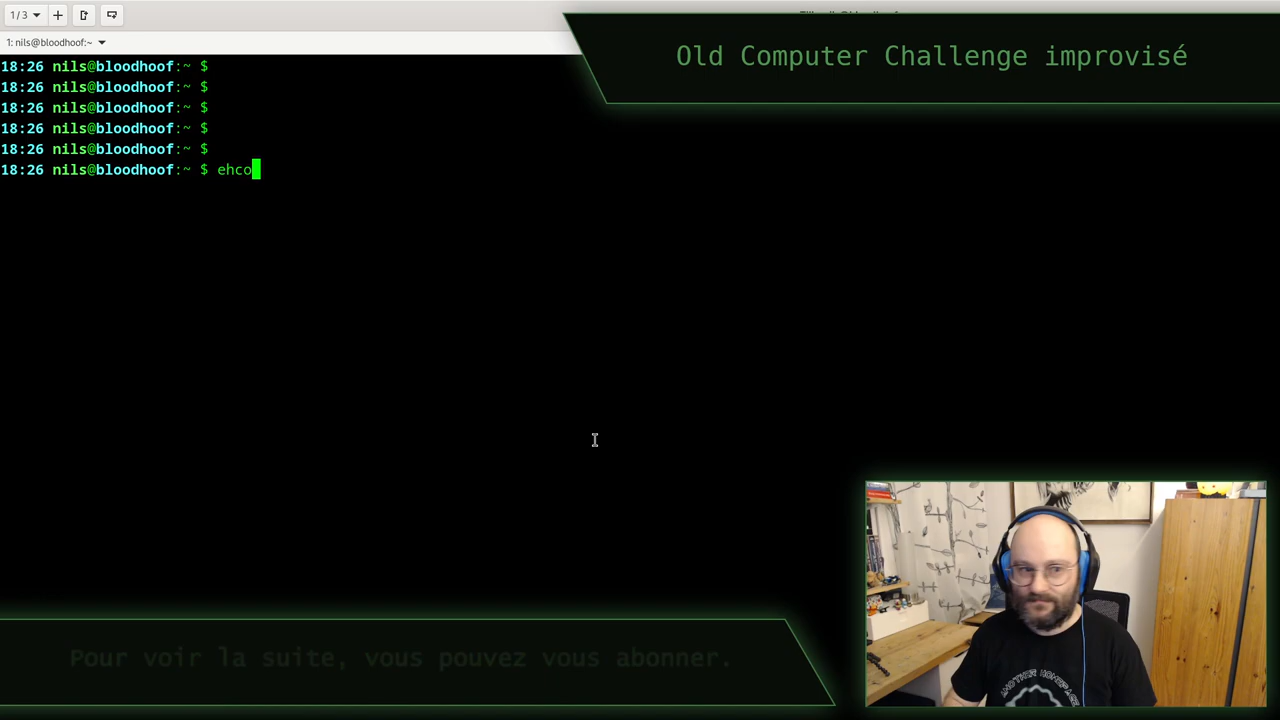 1/3
1: nils@bloodhoof:~
Old Computer Challenge improvisé
18:26 nils@bloodhoof:~ $
18:26 nils@bloodhoof:~ $
18:26 nils@bloodhoof:~ $
18:26 nils@bloodhoof:~ $
18:26 nils@bloodhoof:~ $
18:26 nils@bloodhoof:~ $ ehco
Pour voir la suite, vous pouvez vous abonner.